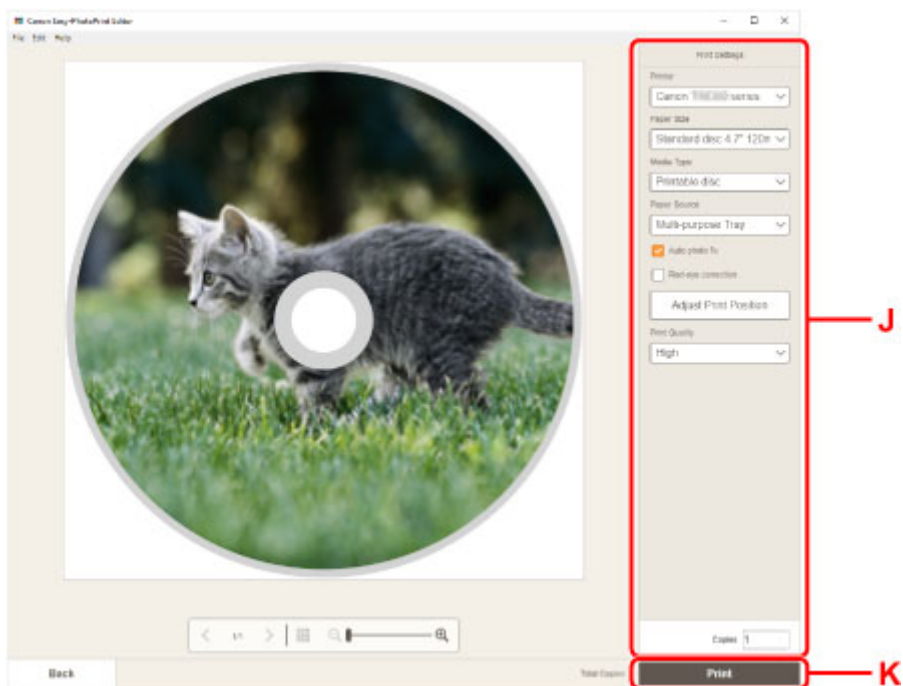 Canon Easy-PhotoPrint Editor
File Edit Help
Print Settings
Printer
Canon series
Paper Size
Standard disc 4.7" 120m
Media Type
Printable disc
Paper Source
Multi-purpose Tray
Auto photo fix
Red-eye correction
Adjust Print Position
Print Quality
High
J
1/1
Copies 1
Back
Total Copies:
Print
K